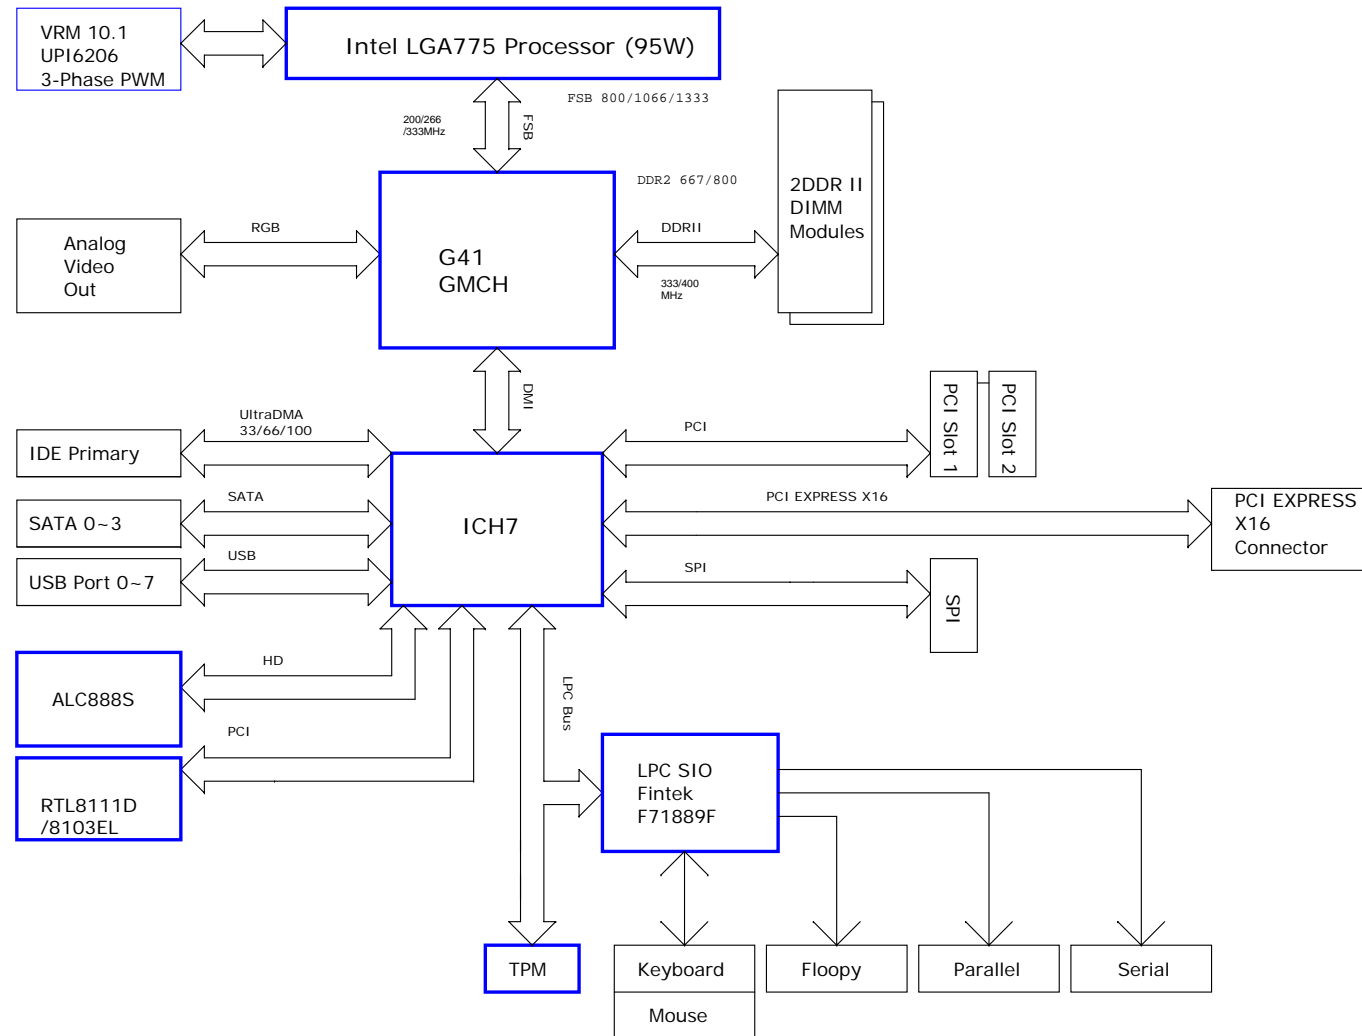 VRM 10.1
UPI6206
3-Phase PWM
Intel LGA775 Processor (95W)
FSB 800/1066/1333
200/266
/333MHz
FSB
DDR2 667/800
2DDR II
DIMM
Modules
Analog
Video
Out
RGB
G41
GMCH
DDRII
333/400
MHz
DMI
UltraDMA
33/66/100
IDE Primary
PCI
PCI Slot 1
PCI Slot 2
SATA
SATA 0~3
ICH7
PCI EXPRESS X16
PCI EXPRESS
X16
Connector
USB
USB Port 0~7
SPI
SPI
HD
ALC888S
LPC Bus
PCI
RTL8111D
/8103EL
LPC SIO
Fintek
F71889F
TPM
Keyboard
Mouse
Floopy
Parallel
Serial